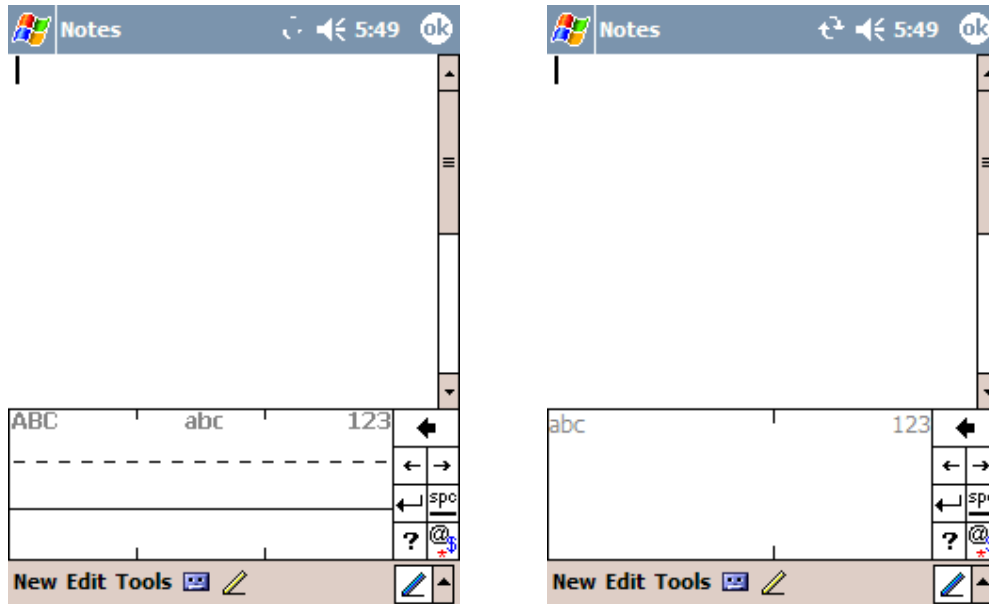 Notes 5:49 ok
ABC abc 123
spc
? @*$
New Edit Tools
Notes 5:49 ok
abc 123
spc
? @
New Edit Tools